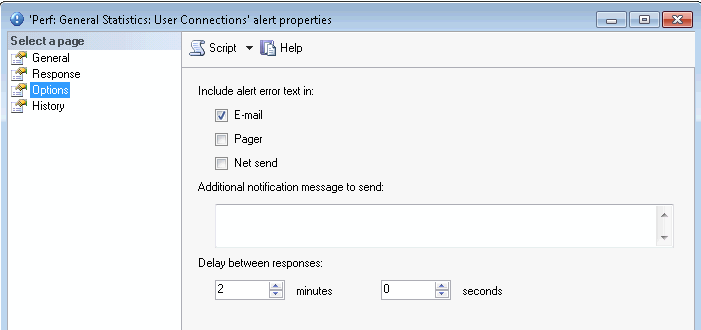 'Perf: General Statistics: User Connections' alert properties
Select a page
General
Response
Options
History
Script Help
Include alert error text in:
E-mail
Pager
Net send
Additional notification message to send:
Delay between responses:
2 minutes 0 seconds